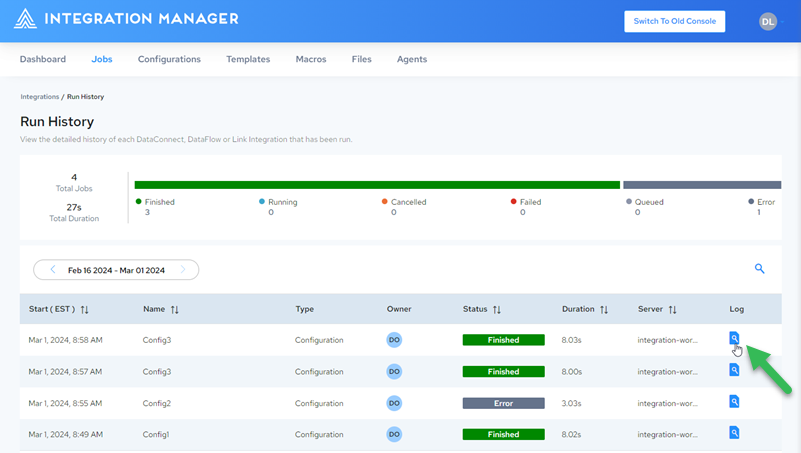 INTEGRATION MANAGER
Switch To Old Console
DL
Dashboard Jobs Configurations Templates Macros Files Agents
Integrations / Run History
Run History
View the detailed history of each DataConnect, DataFlow or Link Integration that has been run.
4
Total Jobs
27s
Total Duration
Finished Running Cancelled Failed Queued Error
3 0 0 0 0 1
Feb 16 2024 - Mar 01 2024
Start ( EST ) Name Type Owner Status Duration Server Log
Mar 1, 2024, 8:58 AM Config3 Configuration DO Finished 8.03s integration-wor...
Mar 1, 2024, 8:57 AM Config3 Configuration DO Finished 8.00s integration-wor...
Mar 1, 2024, 8:55 AM Config2 Configuration DO Error 3.03s integration-wor...
Mar 1, 2024, 8:49 AM Config1 Configuration DO Finished 8.02s integration-wor...